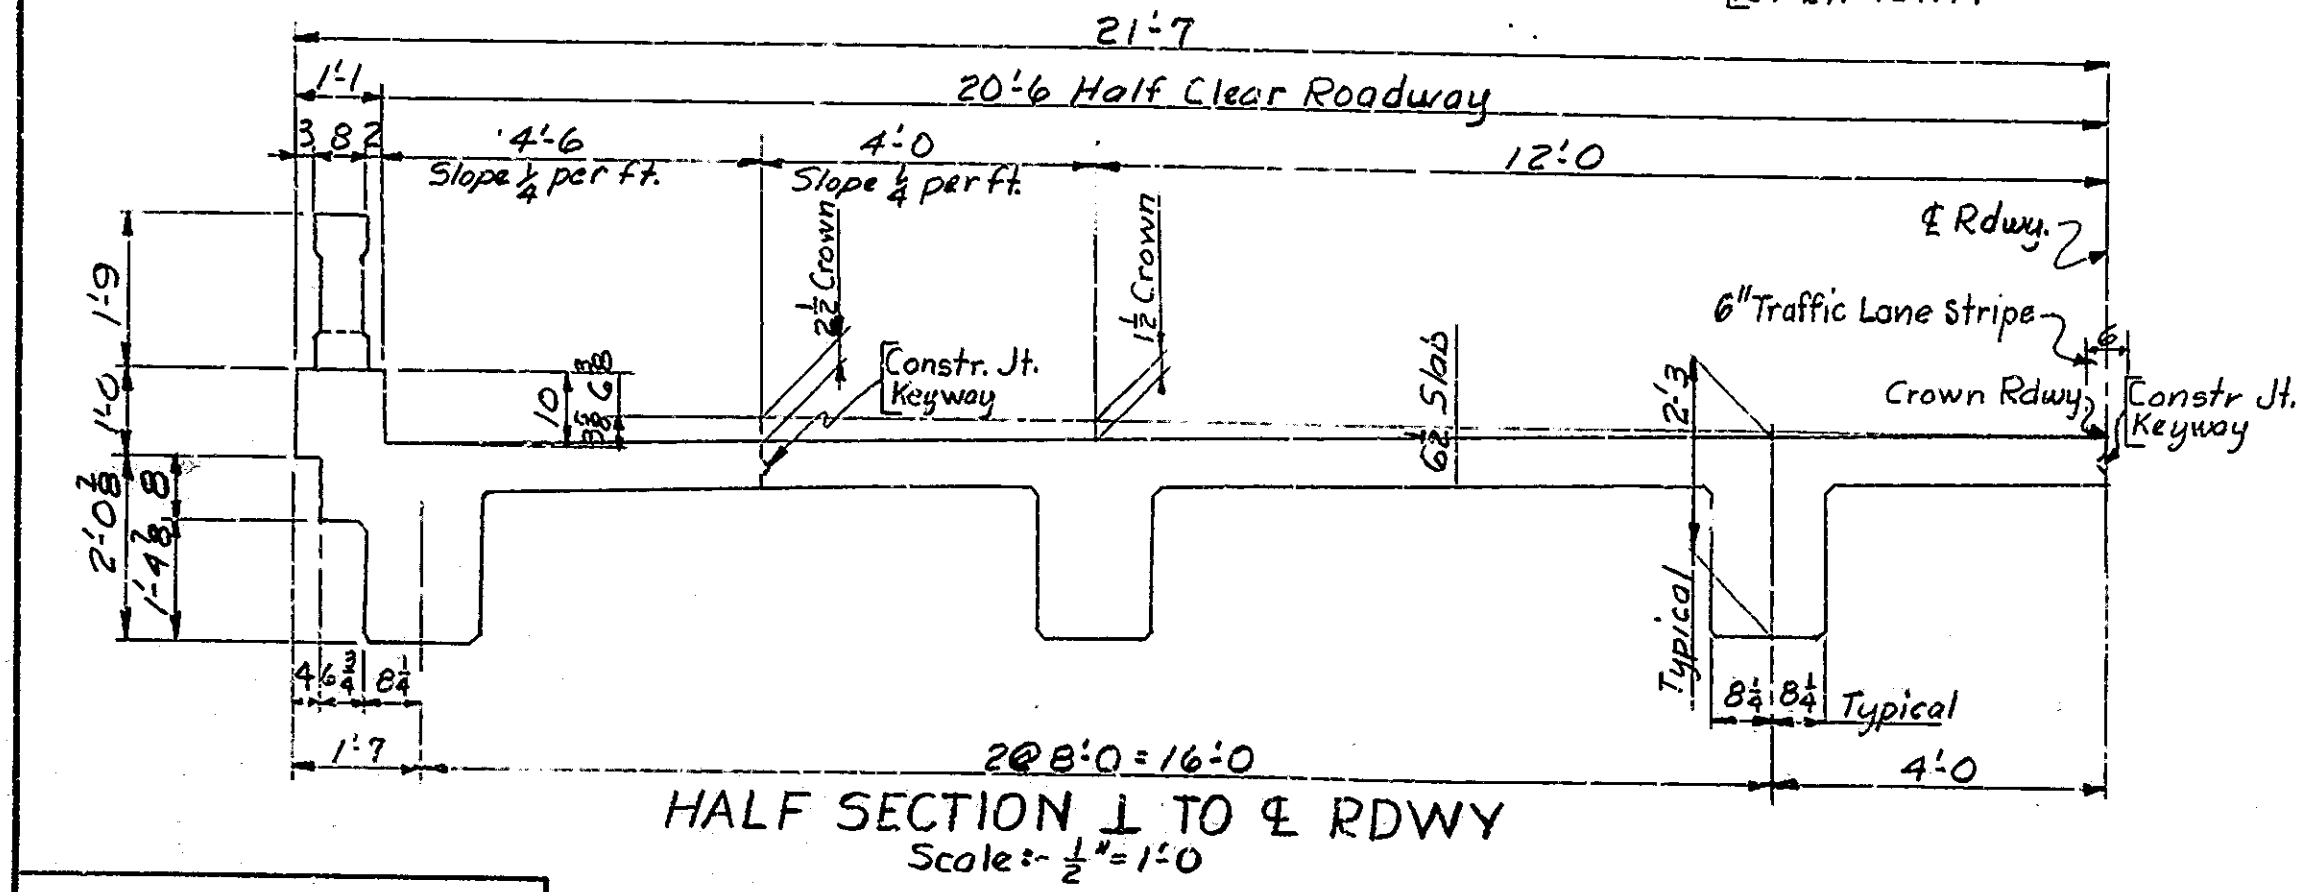 21'-7
1'-1
20'-6 Half Clear Roadway
3 8 2
4'-6
Slope 1/4 per ft.
4'-0
Slope 1/4 per ft.
12'-0
℄ Rdwy.
2 1/2 Crown
1 1/2 Crown
6" Traffic Lane Stripe
6
1'-9
1'-0
2'-0 7/8
8
1'-4 7/8
10
6 3/8
3 5/8
Constr. Jt.
Keyway
6 1/2 Slab
2'-3
Typical
Crown Rdwy.
Constr Jt.
Keyway
4 6 3/4 8 1/4
8 1/4 8 1/4 Typical
1'-7
2@8'-0=16'-0
4'-0
HALF SECTION ⊥ TO ℄ RDWY
Scale:- 1/2"=1'-0